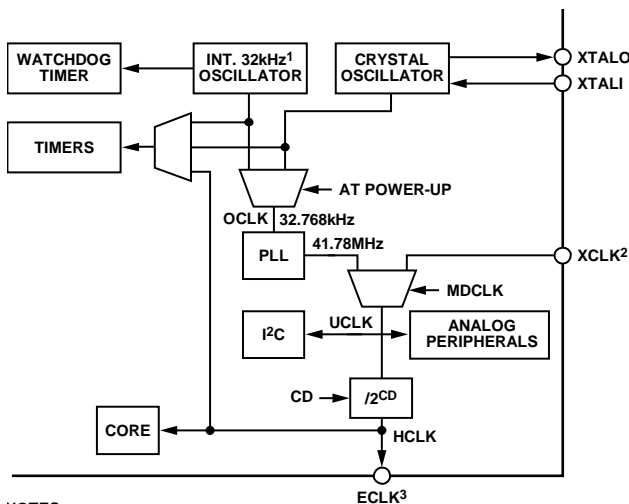 WATCHDOG
TIMER
INT. 32kHz1
OSCILLATOR
CRYSTAL
OSCILLATOR
XTALO
XTALI
TIMERS
AT POWER-UP
OCLK 32.768kHz
PLL
41.78MHz
XCLK2
MDCLK
I2C
UCLK
ANALOG
PERIPHERALS
CD
/2CD
CORE
HCLK
ECLK3